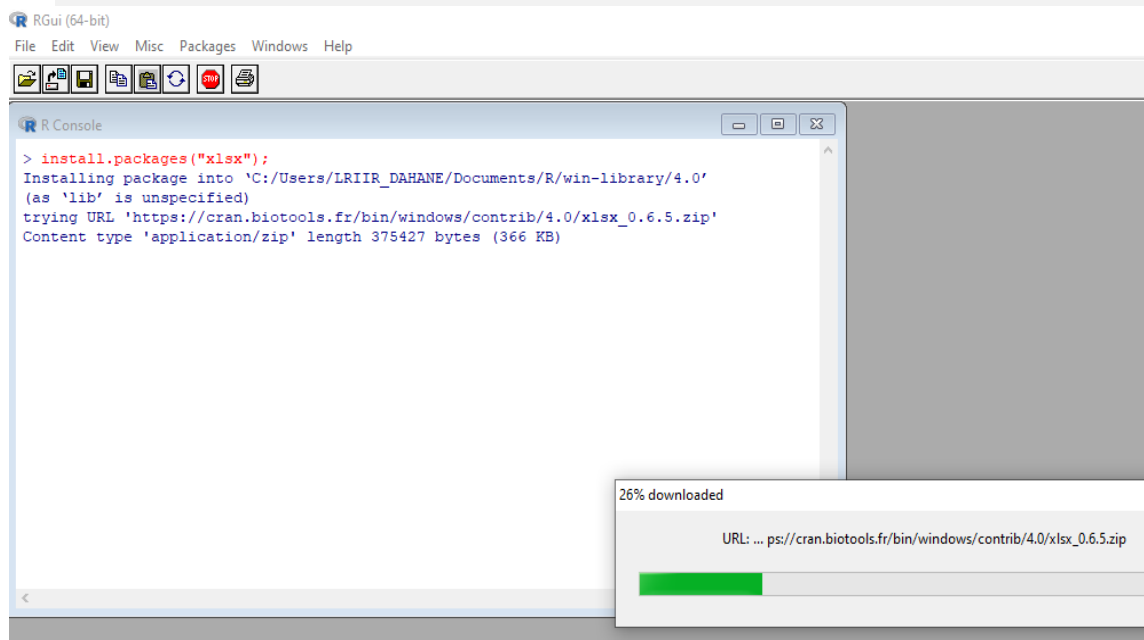 RGui (64-bit)
File Edit View Misc Packages Windows Help
STOP
R Console
> install.packages("xlsx");
Installing package into ‘C:/Users/LRIIR_DAHANE/Documents/R/win-library/4.0’
(as ‘lib’ is unspecified)
trying URL 'https://cran.biotools.fr/bin/windows/contrib/4.0/xlsx_0.6.5.zip'
Content type 'application/zip' length 375427 bytes (366 KB)
26% downloaded
URL: ... ps://cran.biotools.fr/bin/windows/contrib/4.0/xlsx_0.6.5.zip